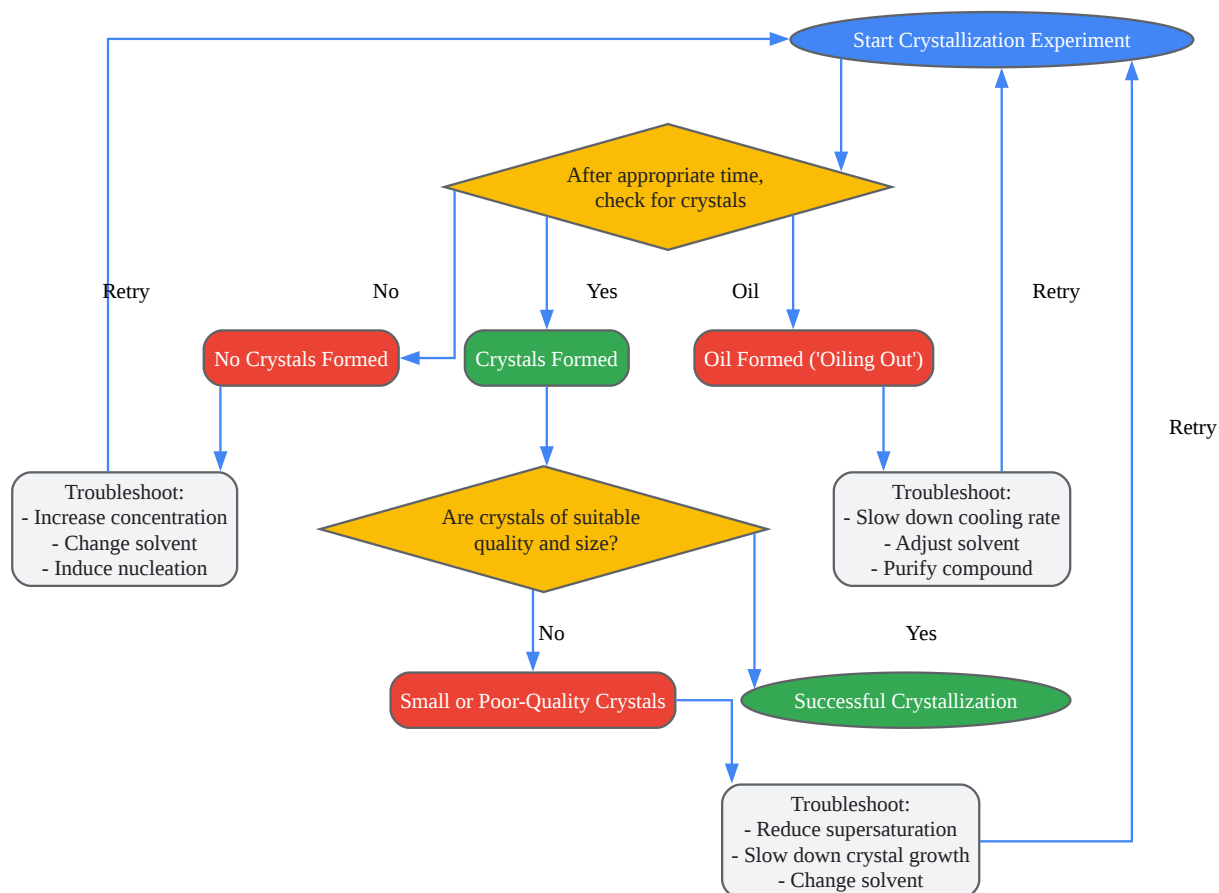 Start Crystallization Experiment
After appropriate time,
check for crystals
Retry
No
Yes
Oil
Retry
No Crystals Formed
Crystals Formed
Oil Formed ('Oiling Out')
Retry
Troubleshoot:
- Increase concentration
- Change solvent
- Induce nucleation
Are crystals of suitable
quality and size?
Troubleshoot:
- Slow down cooling rate
- Adjust solvent
- Purify compound
No
Yes
Small or Poor-Quality Crystals
Successful Crystallization
Troubleshoot:
- Reduce supersaturation
- Slow down crystal growth
- Change solvent